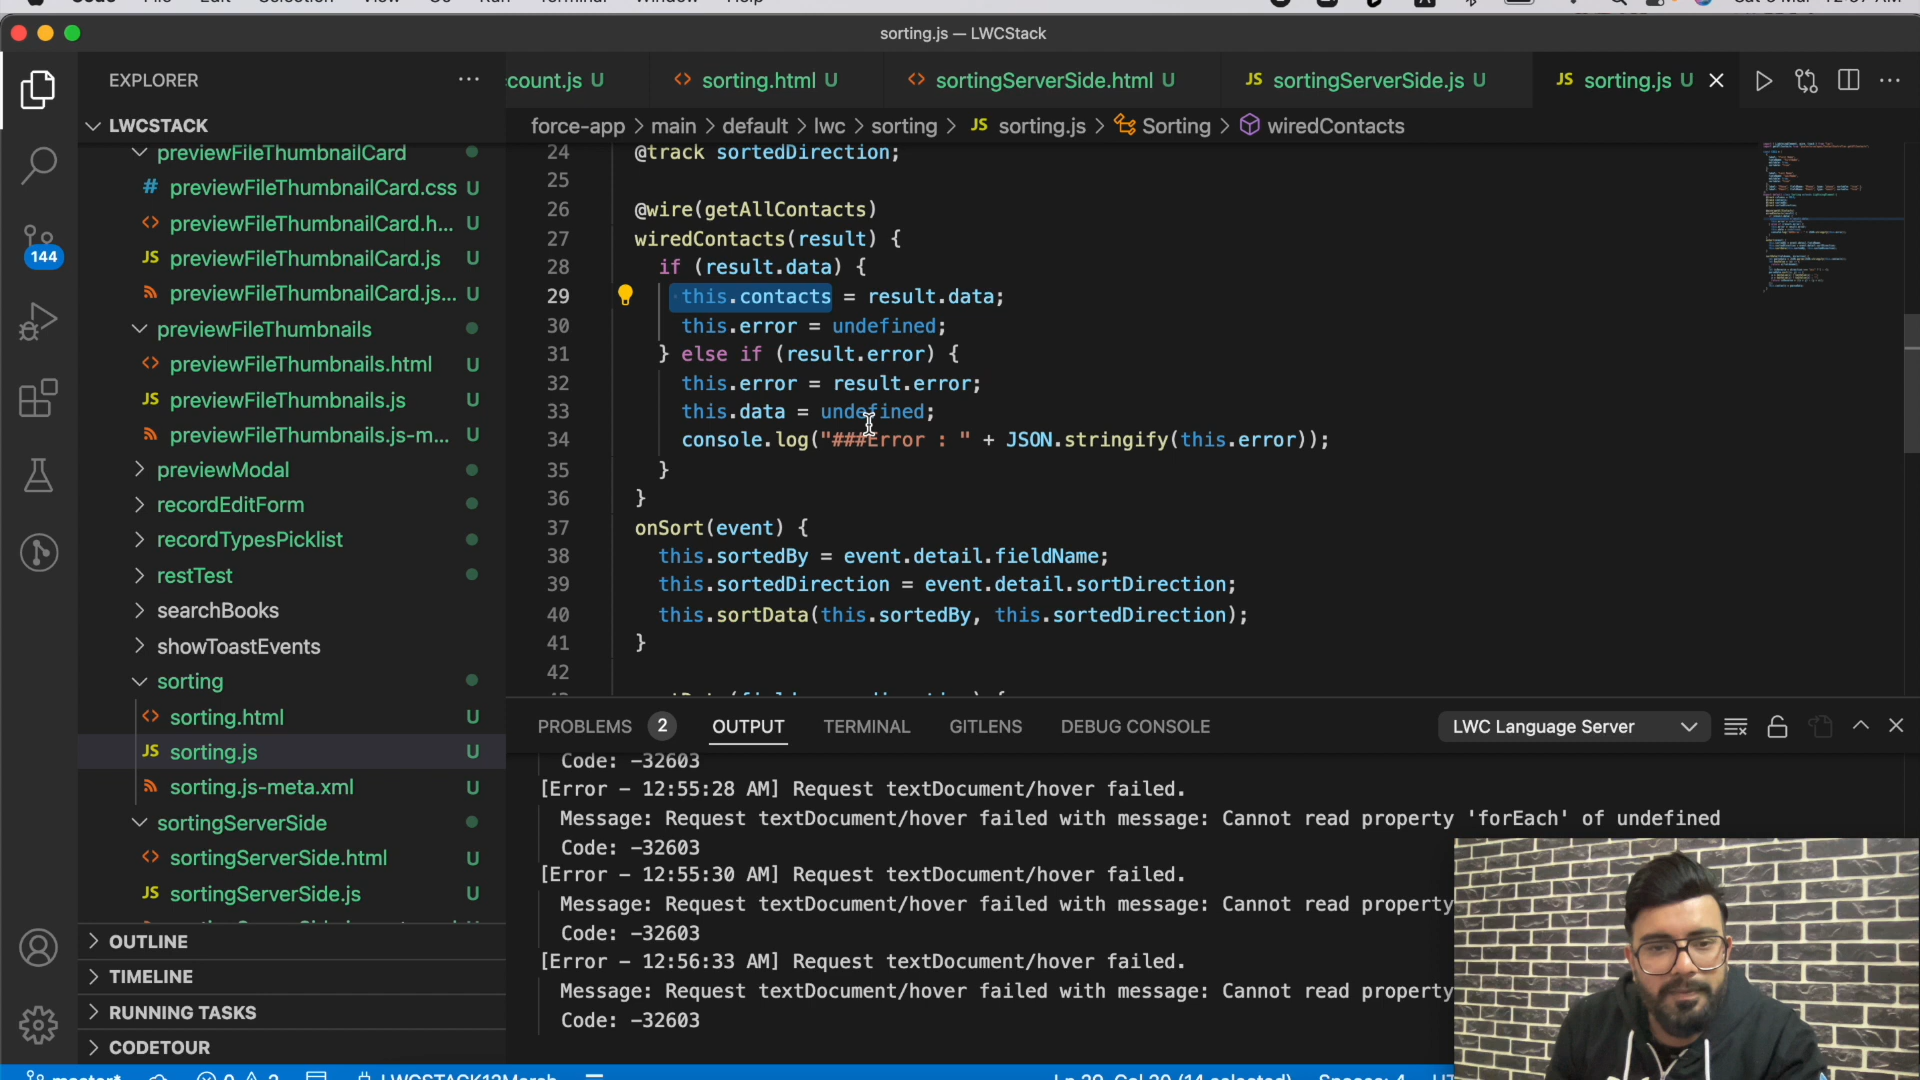 sorting.js — LWCStack
EXPLORER
count.js U
sorting.html U
sortingServerSide.html U
JS sortingServerSide.js U
JS sorting.js U
LWCSTACK
force-app > main > default > lwc > sorting > JS sorting.js > Sorting > wiredContacts
previewFileThumbnailCard
# previewFileThumbnailCard.css U
previewFileThumbnailCard.h... U
JS previewFileThumbnailCard.js U
previewFileThumbnailCard.js... U
previewFileThumbnails
previewFileThumbnails.html U
JS previewFileThumbnails.js U
previewFileThumbnails.js-m... U
previewModal
recordEditForm
recordTypesPicklist
restTest
searchBooks
showToastEvents
sorting
sorting.html U
JS sorting.js U
sorting.js-meta.xml U
sortingServerSide
sortingServerSide.html U
JS sortingServerSide.js U
OUTLINE
TIMELINE
RUNNING TASKS
CODETOUR
144
24 @track sortedDirection;
25
26 @wire(getAllContacts)
27 wiredContacts(result) {
28 if (result.data) {
29 this.contacts = result.data;
30 this.error = undefined;
31 } else if (result.error) {
32 this.error = result.error;
33 this.data = undefined;
34 console.log("###Error : " + JSON.stringify(this.error));
35 }
36 }
37 onSort(event) {
38 this.sortedBy = event.detail.fieldName;
39 this.sortedDirection = event.detail.sortDirection;
40 this.sortData(this.sortedBy, this.sortedDirection);
41 }
42
PROBLEMS 2 OUTPUT TERMINAL GITLENS DEBUG CONSOLE
LWC Language Server
Code: -32603
[Error - 12:55:28 AM] Request textDocument/hover failed.
Message: Request textDocument/hover failed with message: Cannot read property 'forEach' of undefined
Code: -32603
[Error - 12:55:30 AM] Request textDocument/hover failed.
Message: Request textDocument/hover failed with message: Cannot read property
Code: -32603
[Error - 12:56:33 AM] Request textDocument/hover failed.
Message: Request textDocument/hover failed with message: Cannot read property
Code: -32603